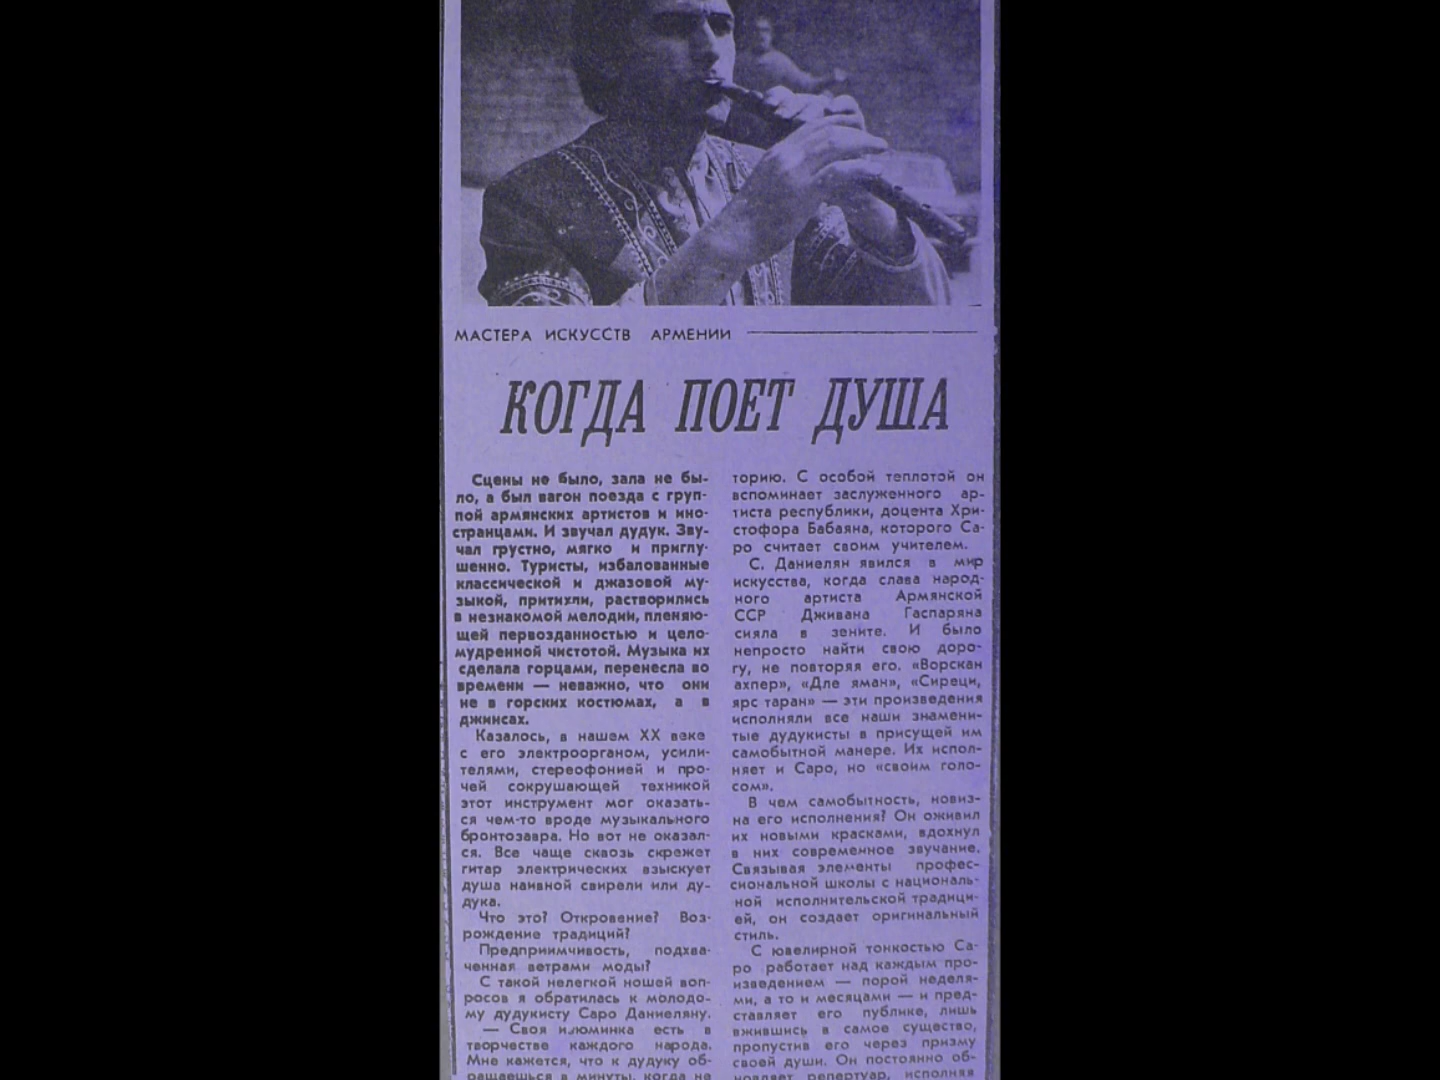 МАСТЕРА ИСКУССТВ АРМЕНИИ
КОГДА ПОЕТ ДУША
Сцены не было, зала не бы-
ло, а был вагон поезда с груп-
пой армянских артистов и ино-
странцами. И звучал дудук. Зву-
чал грустно, мягко и приглу-
шенно. Туристы, избалованные
классической и джазовой му-
зыкой, притихли, растворились
в незнакомой мелодии, пленяю-
щей первозданностью и цело-
мудренной чистотой. Музыка их
сделала горцами, перенесла во
времени — неважно, что они
не в горских костюмах, а в
джинсах.
Казалось, в нашем XX веке
с его электроорганом, усили-
телями, стереофонией и про-
чей сокрушающей техникой
этот инструмент мог оказать-
ся чем-то вроде музыкального
бронтозавра. Но вот не оказал-
ся. Все чаще сквозь скрежет
гитар электрических взыскует
душа наивной свирели или ду-
дука.
Что это? Откровение? Воз-
рождение традиций?
Предприимчивость, подхва-
ченная ветрами моды?
С такой нелегкой ношей воп-
росов я обратилась к молодо-
му дудукисту Саро Даниеляну.
— Своя изюминка есть в
творчестве каждого народа.
Мне кажется, что к дудуку об-
ращаешься в минуты, когда не
торию. С особой теплотой он
вспоминает заслуженного ар-
тиста республики, доцента Хри-
стофора Бабаяна, которого Са-
ро считает своим учителем.
С. Даниелян явился в мир
искусства, когда слава народ-
ного артиста Армянской
ССР Дживана Гаспаряна
сияла в зените. И было
непросто найти свою доро-
гу, не повторяя его. «Ворскан
ахпер», «Дле яман», «Сиреци,
ярс таран» — эти произведения
исполняли все наши знамени-
тые дудукисты в присущей им
самобытной манере. Их испол-
няет и Саро, но «своим голо-
сом».
В чем самобытность, новиз-
на его исполнения? Он оживил
их новыми красками, вдохнул
в них современное звучание.
Связывая элементы профес-
сиональной школы с националь-
ной исполнительской традици-
ей, он создает оригинальный
стиль.
С ювелирной тонкостью Са-
ро работает над каждым про-
изведением — порой неделя-
ми, а то и месяцами — и пред-
ставляет его публике, лишь
вжившись в самое существо,
пропустив его через призму
своей души. Он постоянно об-
новляет репертуар, исполняя